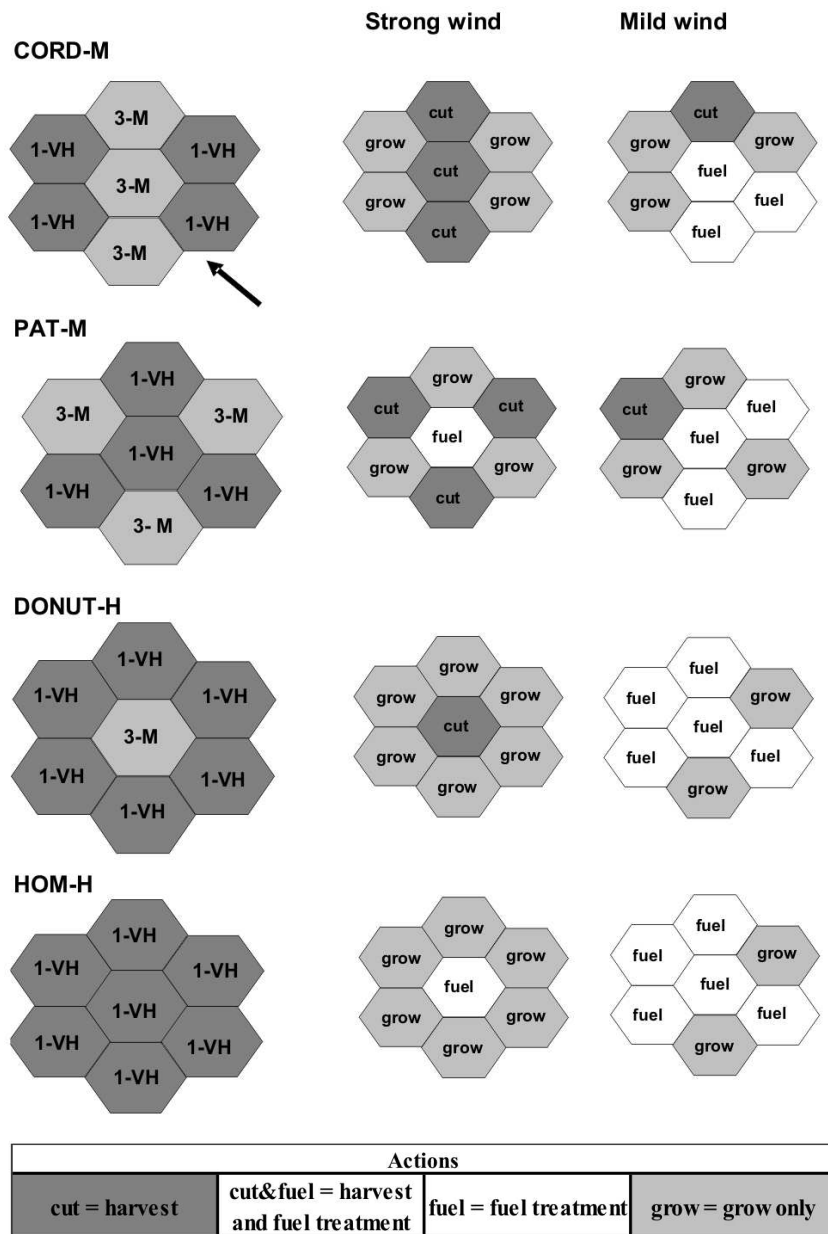 Strong wind Mild wind
CORD-M
3-M
1-VH 1-VH
3-M
1-VH 1-VH
3-M
cut
grow grow
cut
grow grow
cut
cut
grow grow
fuel
grow fuel
fuel
PAT-M
1-VH
3-M 3-M
1-VH
1-VH 1-VH
3- M
grow
cut cut
fuel
grow grow
cut
grow
cut fuel
fuel
grow grow
fuel
DONUT-H
1-VH
1-VH 1-VH
3-M
1-VH 1-VH
1-VH
grow
grow grow
cut
grow grow
grow
fuel
fuel grow
fuel
fuel fuel
grow
HOM-H
1-VH
1-VH 1-VH
1-VH
1-VH 1-VH
1-VH
grow
grow grow
fuel
grow grow
grow
fuel
fuel grow
fuel
fuel fuel
grow
Actions
cut = harvest
cut&fuel = harvest
and fuel treatment
fuel = fuel treatment
grow = grow only